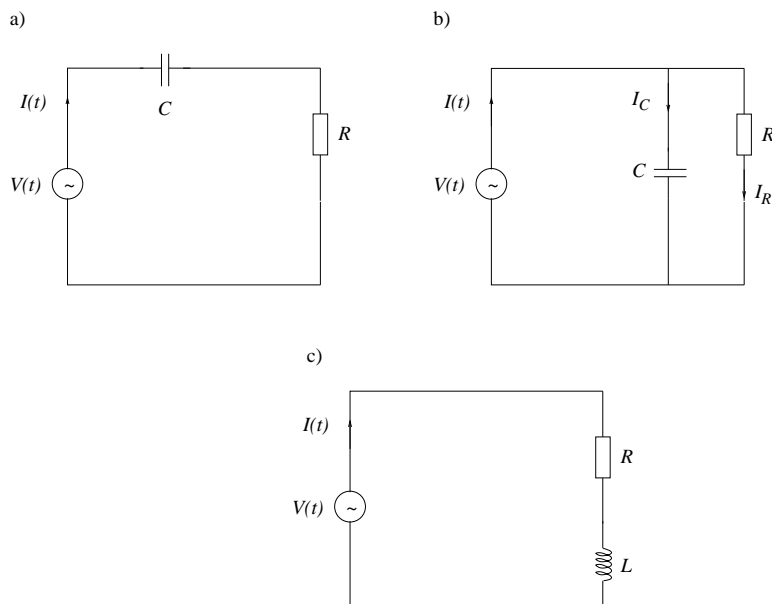 a)
I(t)
C
R
V(t)
~
b)
I(t)
I_C
C
R
V(t)
~
I_R
c)
I(t)
R
V(t)
~
L